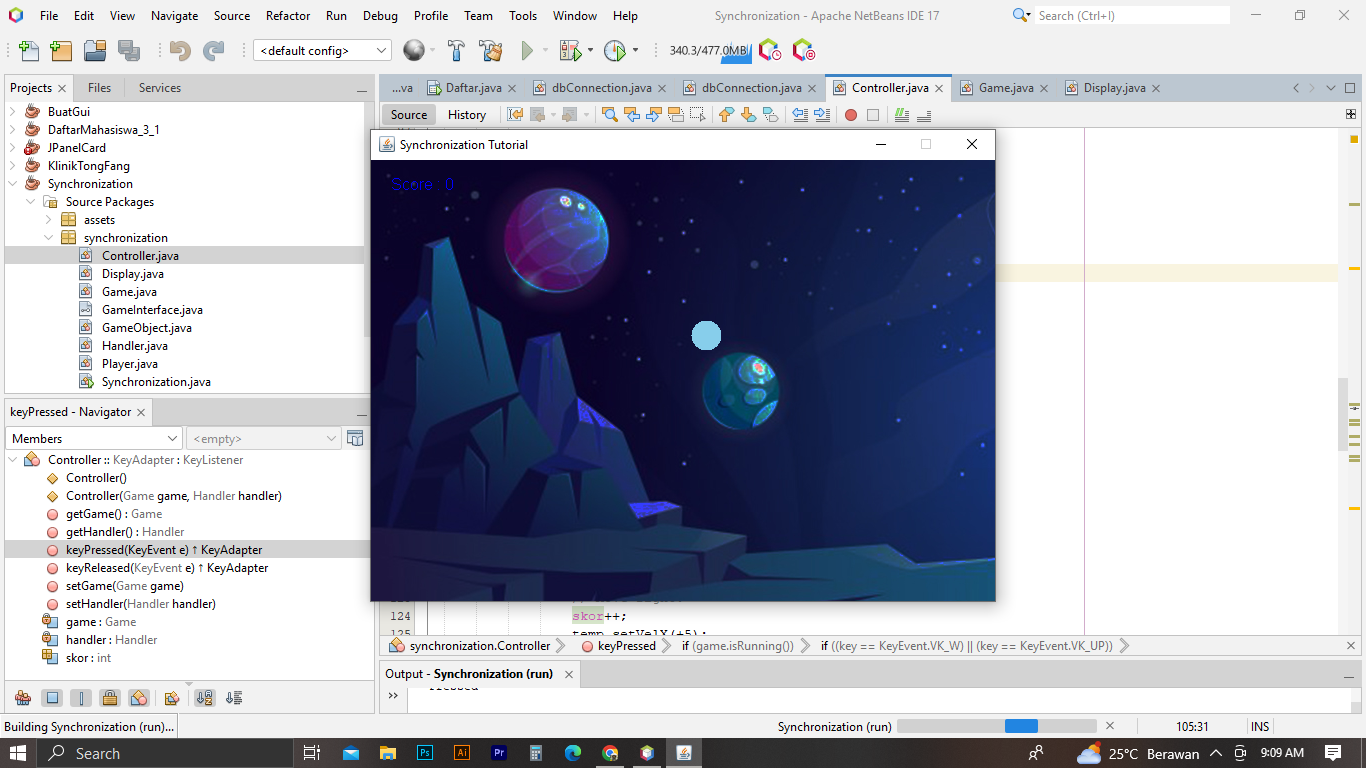 File Edit View Navigate Source Refactor Run Debug Profile Team Tools Window Help Synchronization - Apache NetBeans IDE 17 Search (Ctrl+I)
<default config> 340.3/477.0MB
Projects Files Services
...va Daftar.java dbConnection.java dbConnection.java Controller.java Game.java Display.java
Source History
BuatGui
DaftarMahasiswa_3_1
JPanelCard
KlinikTongFang
Synchronization
Source Packages
assets
synchronization
Controller.java
Display.java
Game.java
GameInterface.java
GameObject.java
Handler.java
Player.java
Synchronization.java
Synchronization Tutorial
Score : 0
keyPressed - Navigator
Members <empty>
Controller :: KeyAdapter : KeyListener
Controller()
Controller(Game game, Handler handler)
getGame() : Game
getHandler() : Handler
keyPressed(KeyEvent e) ↑ KeyAdapter
keyReleased(KeyEvent e) ↑ KeyAdapter
setGame(Game game)
setHandler(Handler handler)
game : Game
handler : Handler
skor : int
124 skor++;
125 temp.setVelX(+5);
synchronization.Controller keyPressed if (game.isRunning()) if ((key == KeyEvent.VK_W) || (key == KeyEvent.VK_UP))
Output - Synchronization (run)
Building Synchronization (run)... Synchronization (run) 105:31 INS
Search 25°C Berawan 9:09 AM